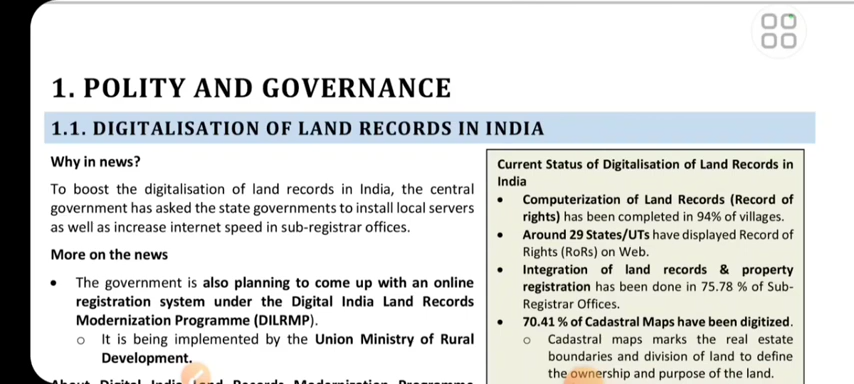 1. POLITY AND GOVERNANCE
1.1. DIGITALISATION OF LAND RECORDS IN INDIA
Why in news?
To boost the digitalisation of land records in India, the central
government has asked the state governments to install local servers
as well as increase internet speed in sub-registrar offices.
More on the news
• The government is also planning to come up with an online
registration system under the Digital India Land Records
Modernization Programme (DILRMP).
o It is being implemented by the Union Ministry of Rural
Development.
Current Status of Digitalisation of Land Records in
India
• Computerization of Land Records (Record of
rights) has been completed in 94% of villages.
• Around 29 States/UTs have displayed Record of
Rights (RoRs) on Web.
• Integration of land records & property
registration has been done in 75.78 % of Sub-
Registrar Offices.
• 70.41 % of Cadastral Maps have been digitized.
o Cadastral maps marks the real estate
boundaries and division of land to define
the ownership and purpose of the land.